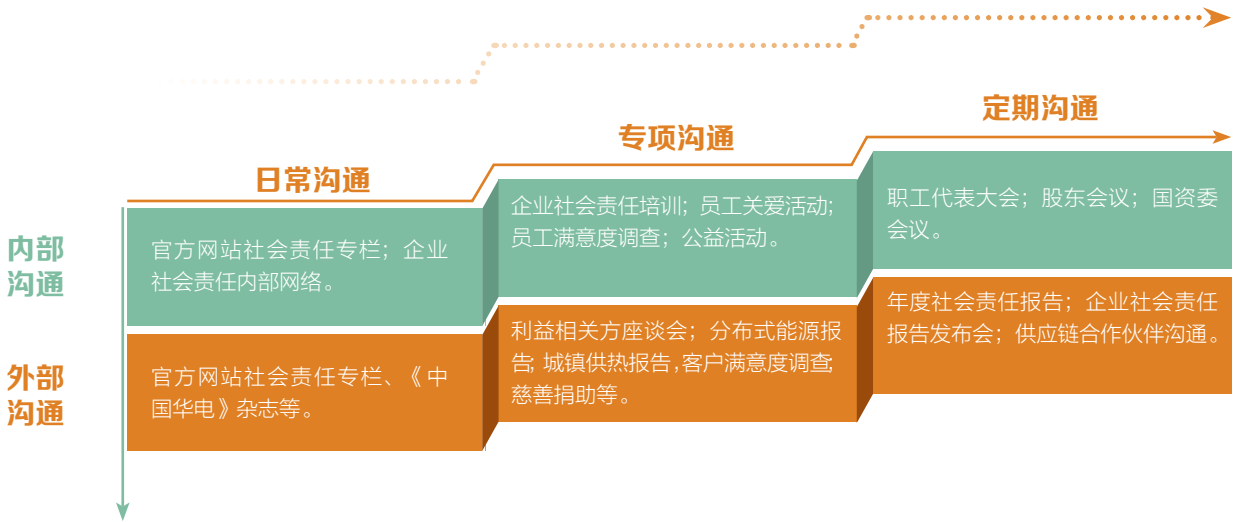 定期沟通
专项沟通
日常沟通
内部
沟通
官方网站社会责任专栏；企业
社会责任内部网络。
企业社会责任培训；员工关爱活动；
员工满意度调查；公益活动。
职工代表大会；股东会议；国资委
会议。
外部
沟通
官方网站社会责任专栏、《中
国华电》杂志等。
利益相关方座谈会；分布式能源报
告；城镇供热报告，客户满意度调查；
慈善捐助等。
年度社会责任报告；企业社会责任
报告发布会；供应链合作伙伴沟通。